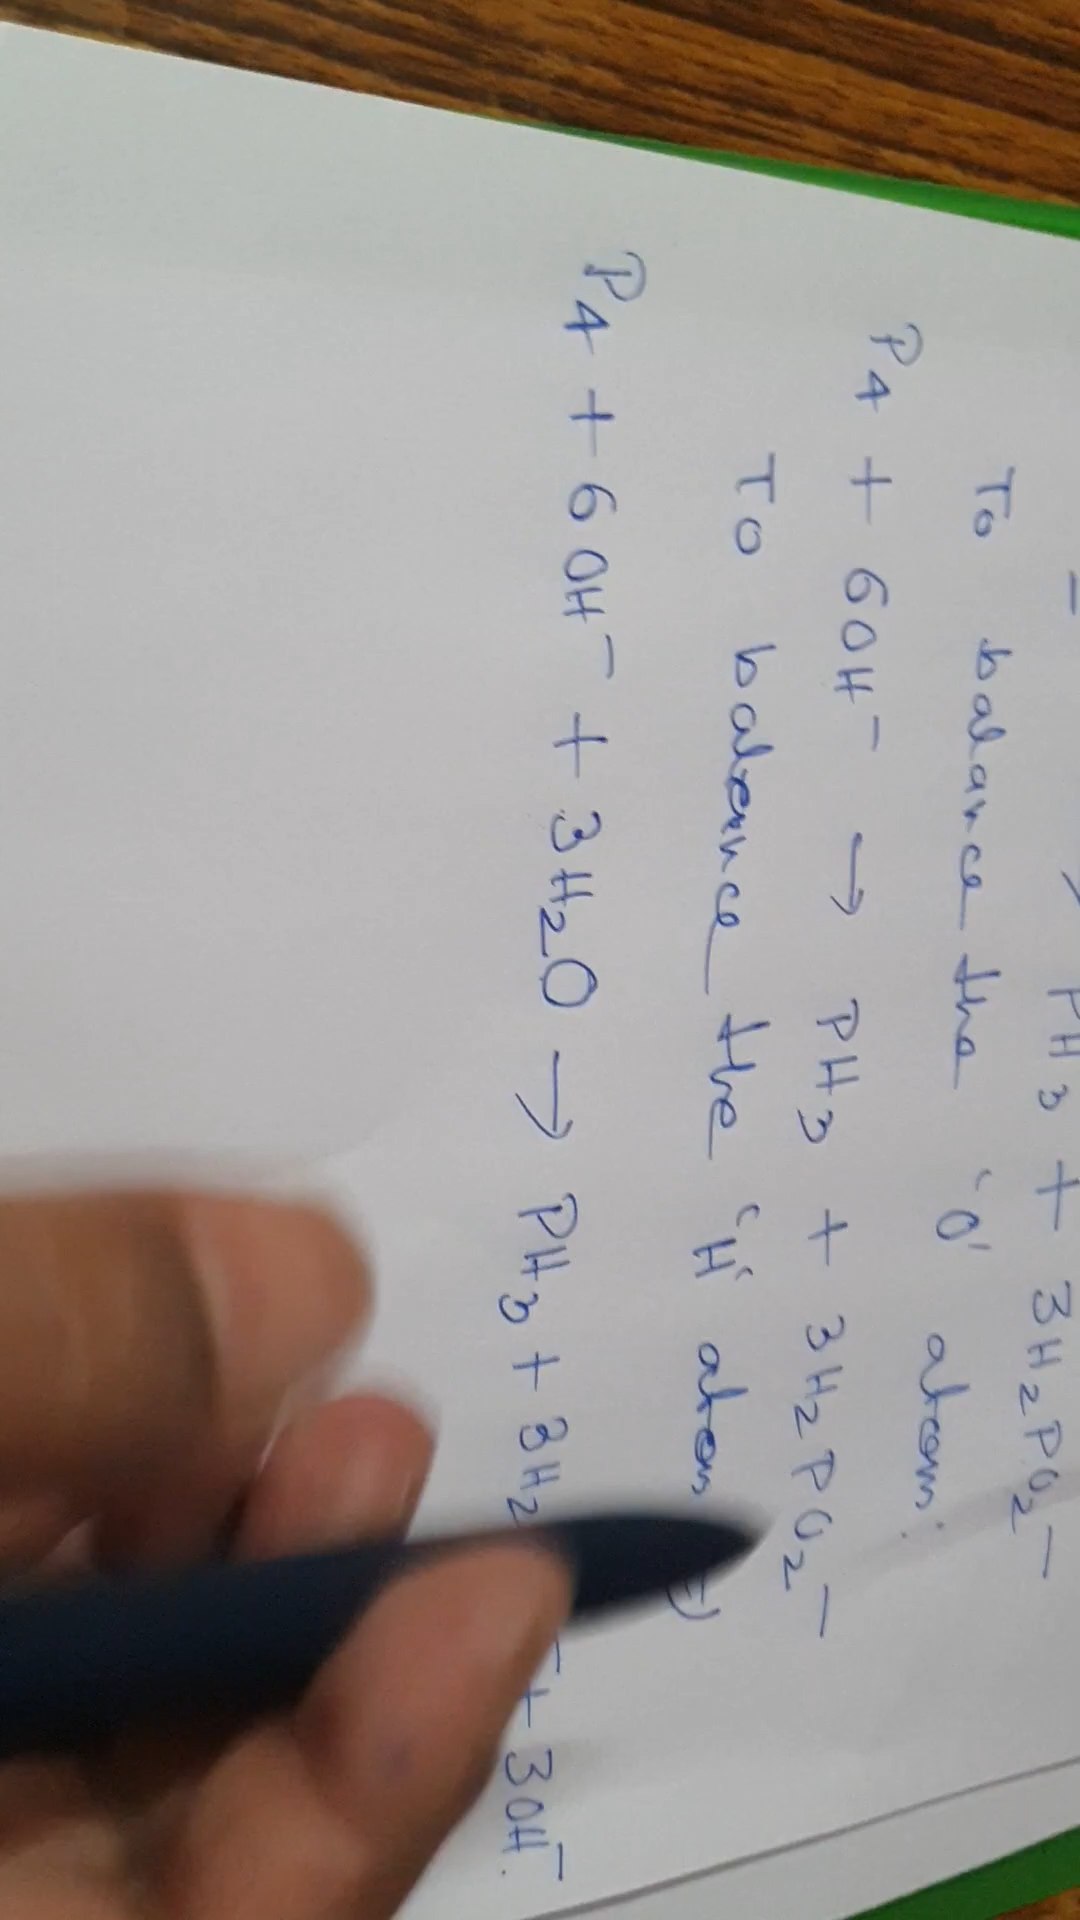 PH3 + 3H2PO2-
To balance the "O" atom:
P4 + 6OH- → PH3 + 3H2PO2-
To balance the "H" atom
P4 + 6OH- + 3H2O → PH3 + 3H2 - + 3OH-.